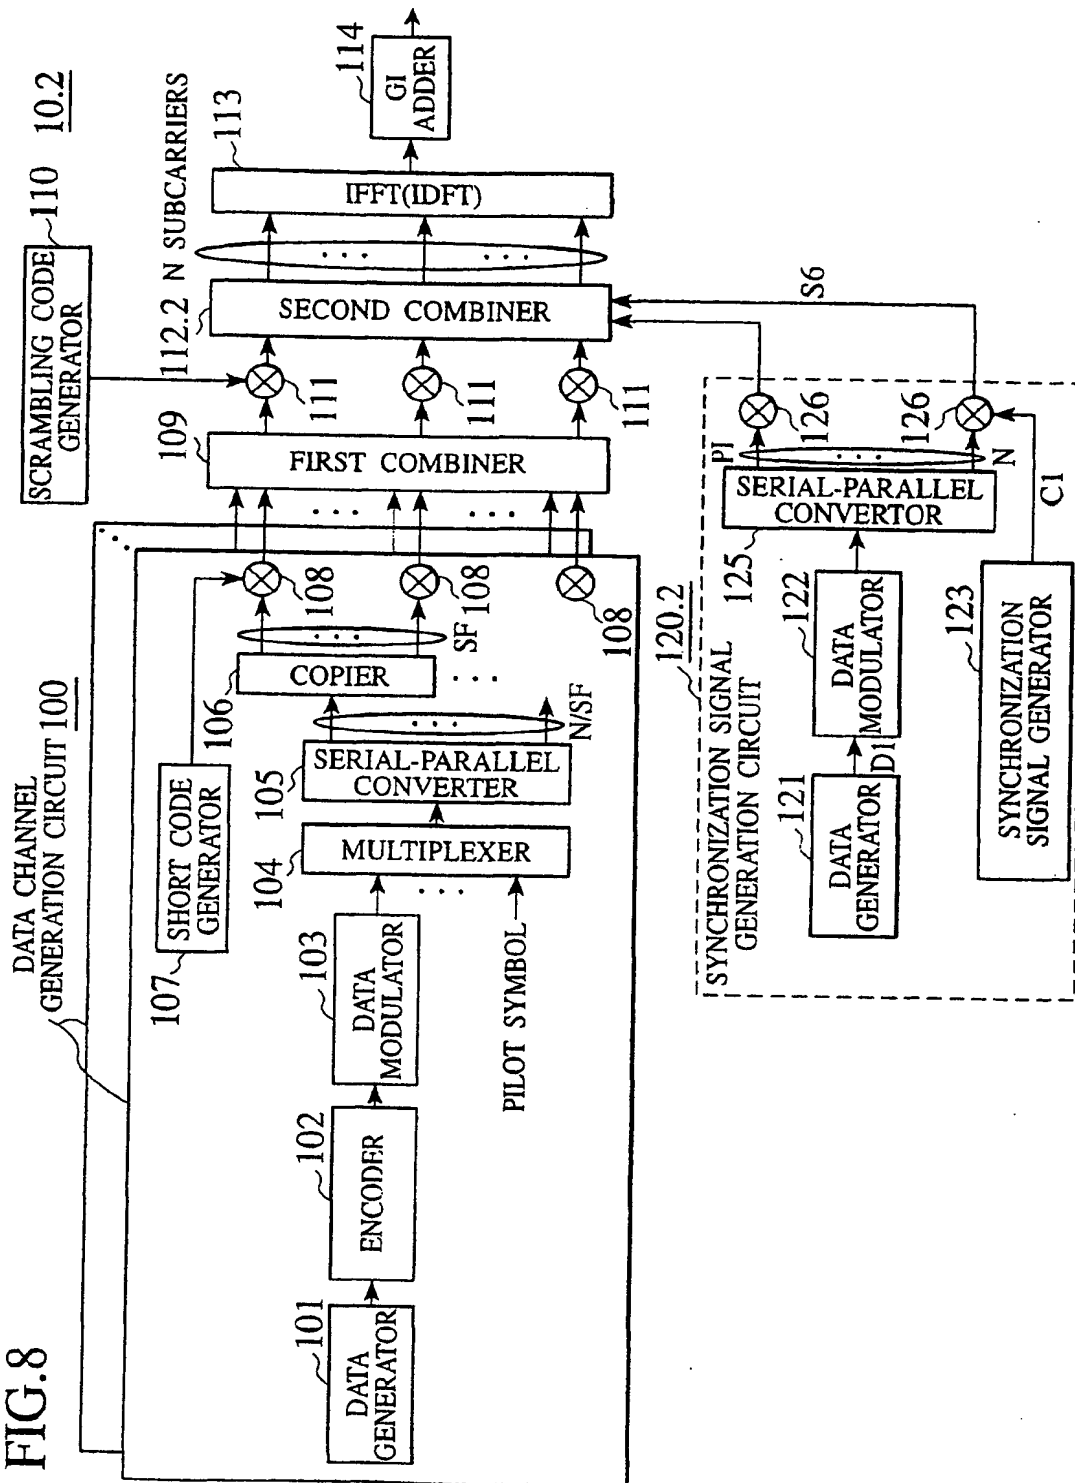 FIG.8
10.2
DATA CHANNEL
GENERATION CIRCUIT 100
101
DATA
GENERATOR
102
ENCODER
103
DATA
MODULATOR
PILOT SYMBOL
104
MULTIPLEXER
105
SERIAL-PARALLEL
CONVERTER
N/SF
106
COPIER
SF
107
SHORT CODE
GENERATOR
108
108
108
109
FIRST COMBINER
SCRAMBLING CODE
GENERATOR
110
111
111
111
112.2
SECOND COMBINER
N SUBCARRIERS
113
IFFT(IDFT)
114
GI
ADDER
S6
120.2
SYNCHRONIZATION SIGNAL
GENERATION CIRCUIT
121
DATA
GENERATOR
D1
122
DATA
MODULATOR
125
SERIAL-PARALLEL
CONVERTOR
P1
N
126
126
C1
123
SYNCHRONIZATION
SIGNAL GENERATOR